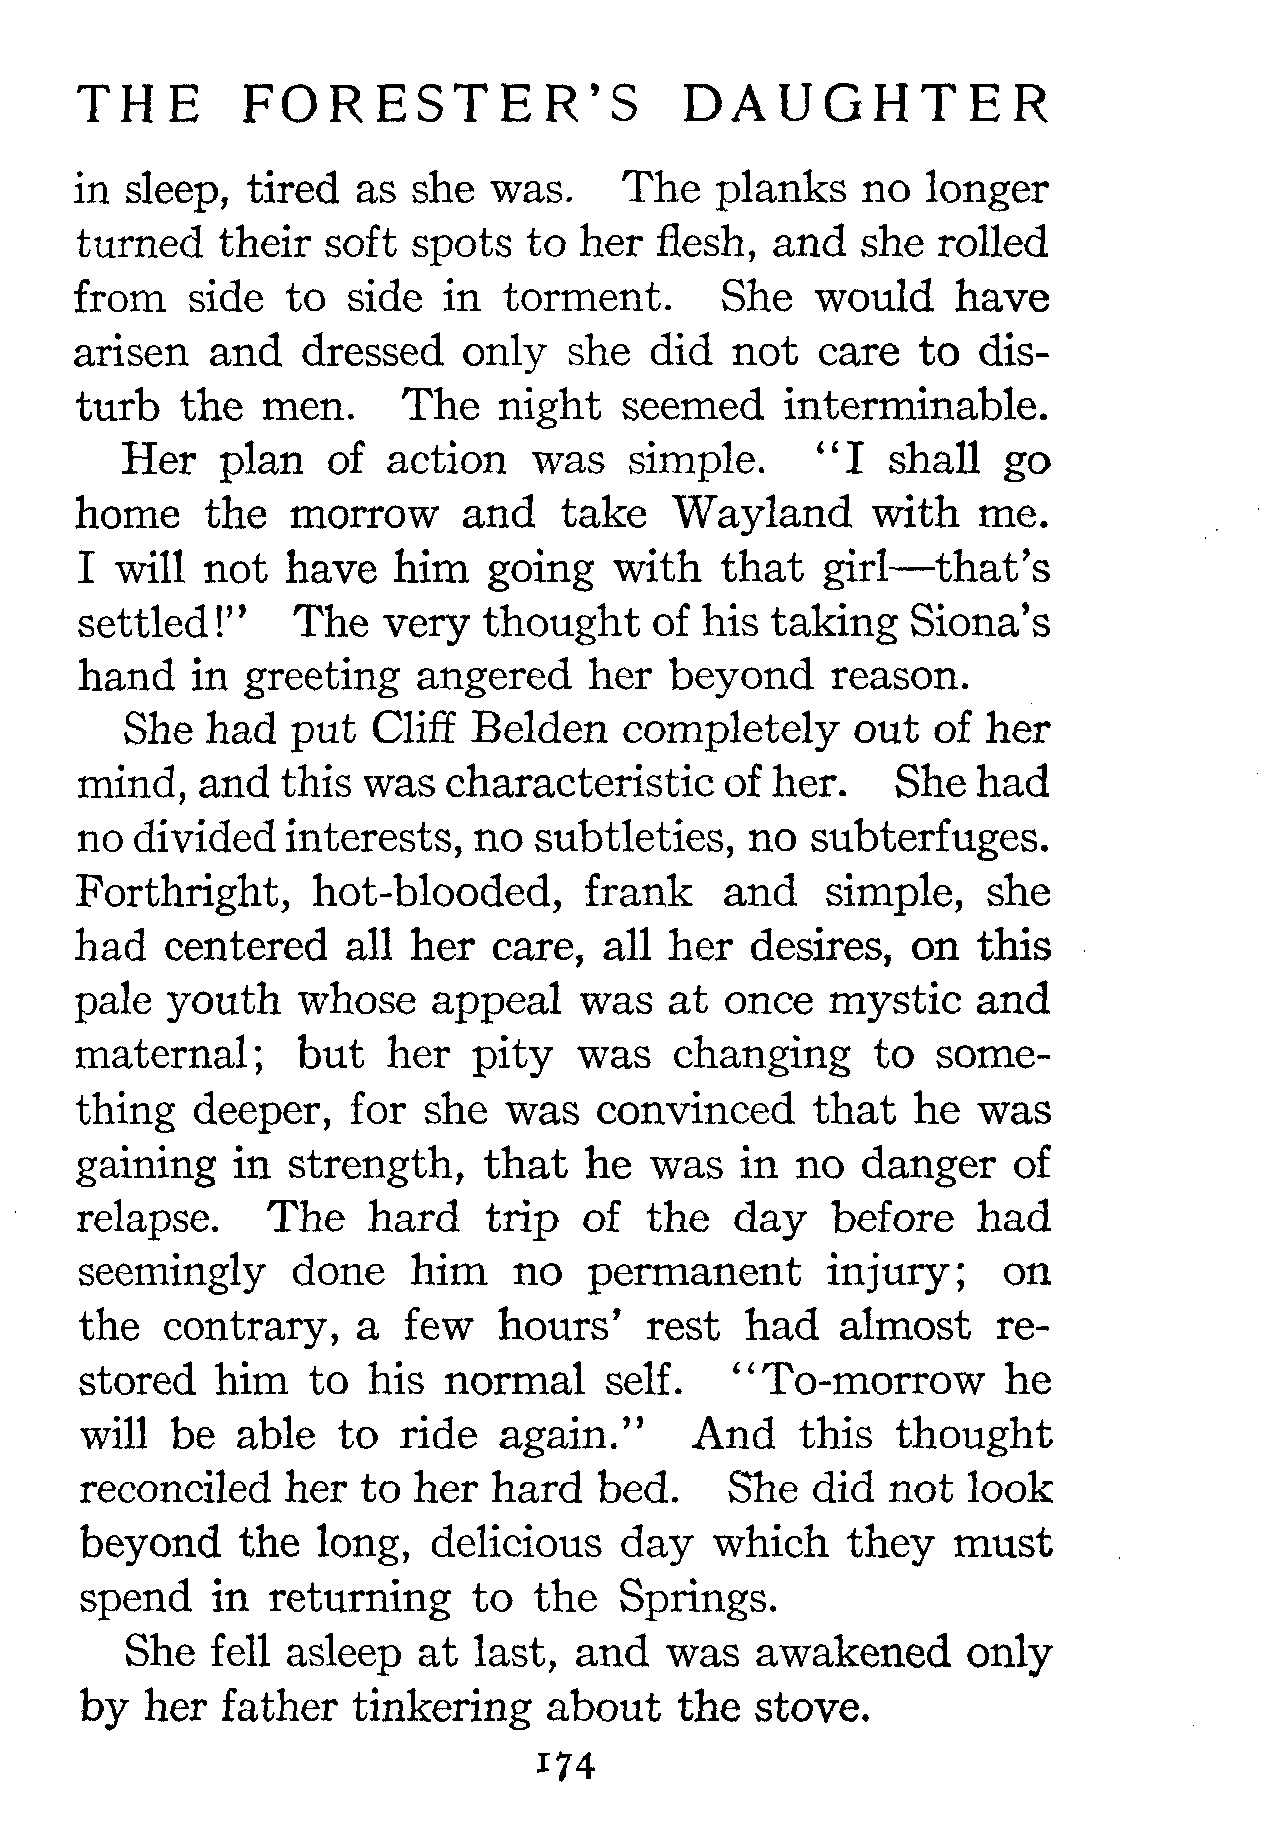 THE FORESTER'S DAUGHTER
in sleep, tired as she was. The planks no longer
turned their soft spots to her flesh, and she rolled
from side to side in torment. She would have
arisen and dressed only she did not care to dis-
turb the men. The night seemed interminable.
Her plan of action was simple. "I shall go
home the morrow and take Wayland with me.
I will not have him going with that girl—that's
settled!" The very thought of his taking Siona's
hand in greeting angered her beyond reason.
She had put Cliff Belden completely out of her
mind, and this was characteristic of her. She had
no divided interests, no subtleties, no subterfuges.
Forthright, hot-blooded, frank and simple, she
had centered all her care, all her desires, on this
pale youth whose appeal was at once mystic and
maternal; but her pity was changing to some-
thing deeper, for she was convinced that he was
gaining in strength, that he was in no danger of
relapse. The hard trip of the day before had
seemingly done him no permanent injury; on
the contrary, a few hours' rest had almost re-
stored him to his normal self. "To-morrow he
will be able to ride again." And this thought
reconciled her to her hard bed. She did not look
beyond the long, delicious day which they must
spend in returning to the Springs.
She fell asleep at last, and was awakened only
by her father tinkering about the stove.
174